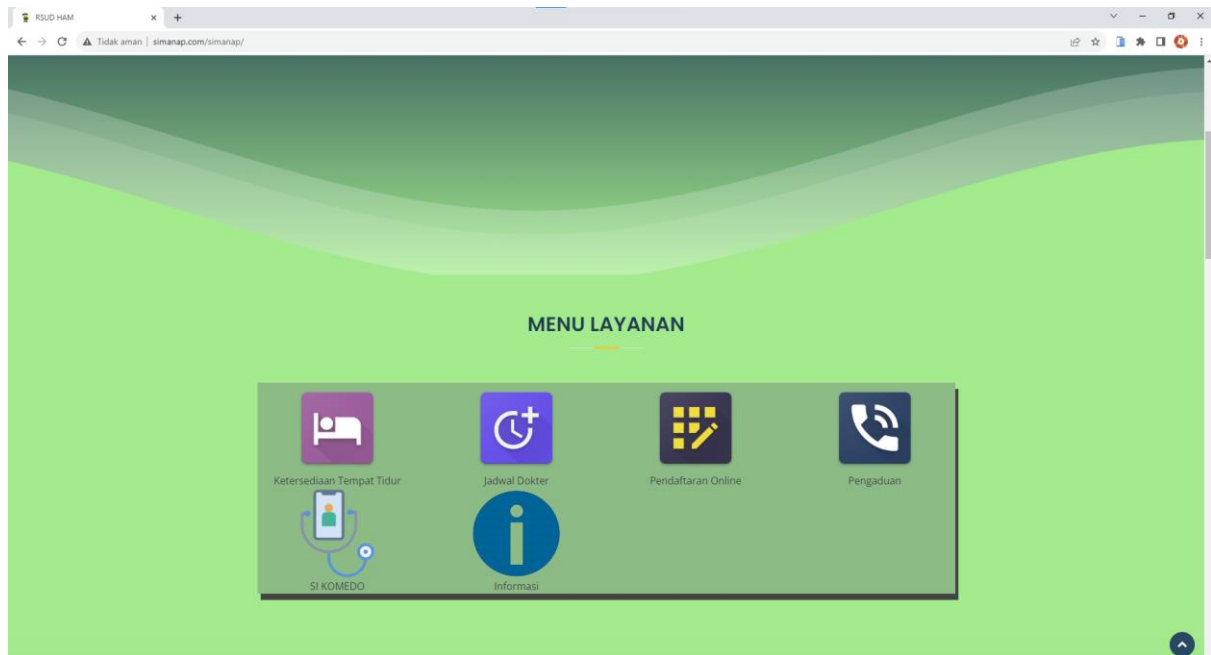 RSUD HAM
Tidak aman | simanap.com/simanap/
MENU LAYANAN
Ketersediaan Tempat Tidur
Jadwal Dokter
Pendaftaran Online
Pengaduan
SI KOMEDO
Informasi